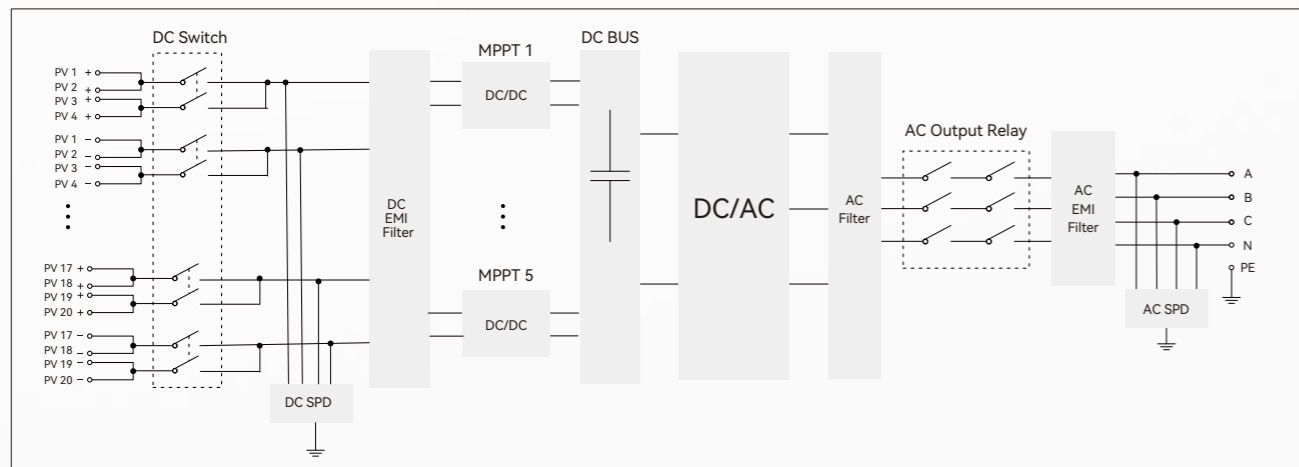 DC Switch
PV 1 +
PV 2 +
PV 3 +
PV 4 +
PV 1 −
PV 2 −
PV 3 −
PV 4 −
PV 17 +
PV 18 +
PV 19 +
PV 20 +
PV 17 −
PV 18 −
PV 19 −
PV 20 −
DC SPD
DC
EMI
Filter
MPPT 1
DC/DC
MPPT 5
DC/DC
DC BUS
DC/AC
AC
Filter
AC Output Relay
AC
EMI
Filter
A
B
C
N
PE
AC SPD